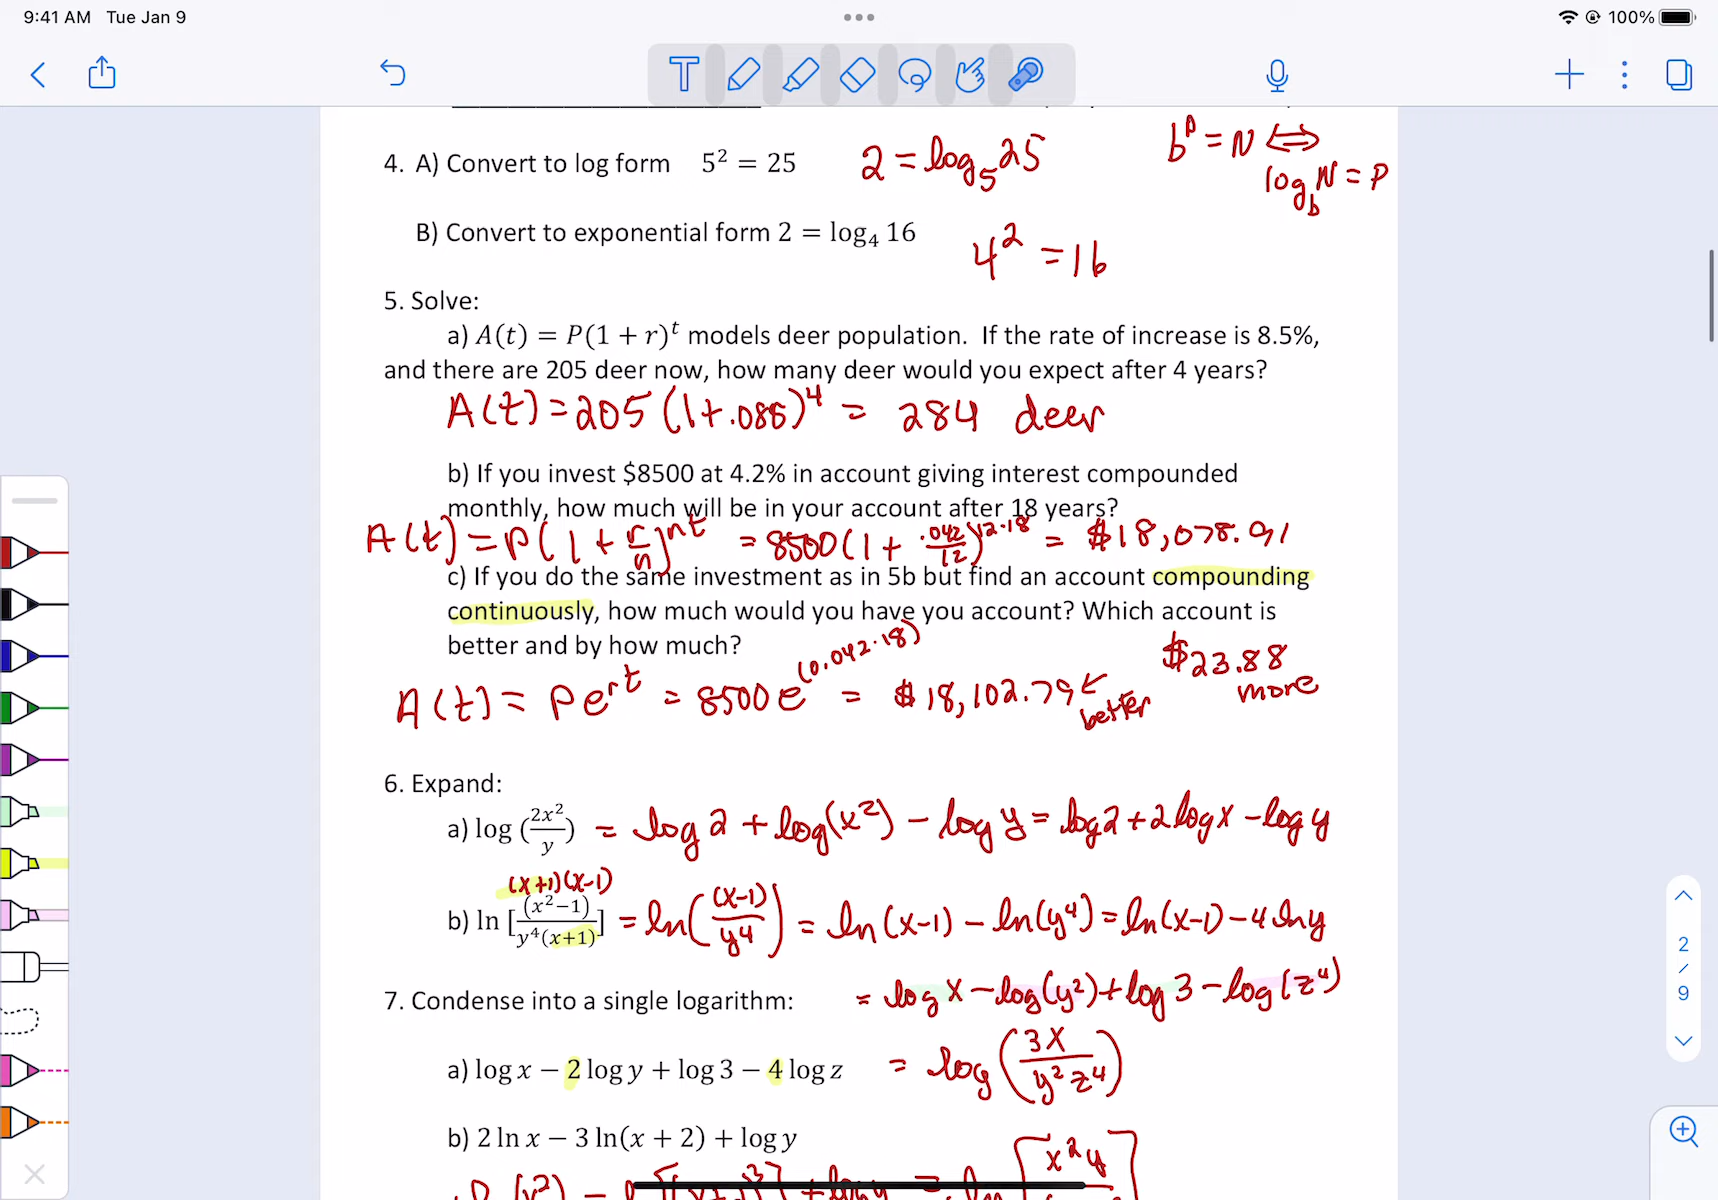 9:41 AM Tue Jan 9
100%
4. A) Convert to log form 5² = 25 2 = log₅25
bᴾ = N ⟺
log_b N = P
B) Convert to exponential form 2 = log₄ 16 4² = 16
5. Solve:
a) A(t) = P(1 + r)ᵗ models deer population. If the rate of increase is 8.5%,
and there are 205 deer now, how many deer would you expect after 4 years?
A(t) = 205 (1+.085)⁴ = 284 deer
b) If you invest $8500 at 4.2% in account giving interest compounded
monthly, how much will be in your account after 18 years?
A(t) = P(1 + r/n)^nt = 8500(1 + .042/12)^12·18 = $18,078.91
c) If you do the same investment as in 5b but find an account compounding
continuously, how much would you have you account? Which account is
better and by how much?
A(t) = Pe^rt = 8500e^(0.042·18) = $18,102.79 ← better
$23.88
more
6. Expand:
a) log (2x²/y) = log 2 + log(x²) − log y = log2 + 2logx − log y
(x+1)(x-1)
b) ln [(x²−1)/y⁴(x+1)] = ln((x-1)/y⁴) = ln(x-1) − ln(y⁴) = ln(x-1) − 4 ln y
7. Condense into a single logarithm:
= log x − log(y²) + log 3 − log(z⁴)
a) log x − 2 log y + log 3 − 4 log z = log(3x/y²z⁴)
b) 2 ln x − 3 ln(x + 2) + log y
x²y
2
/
9